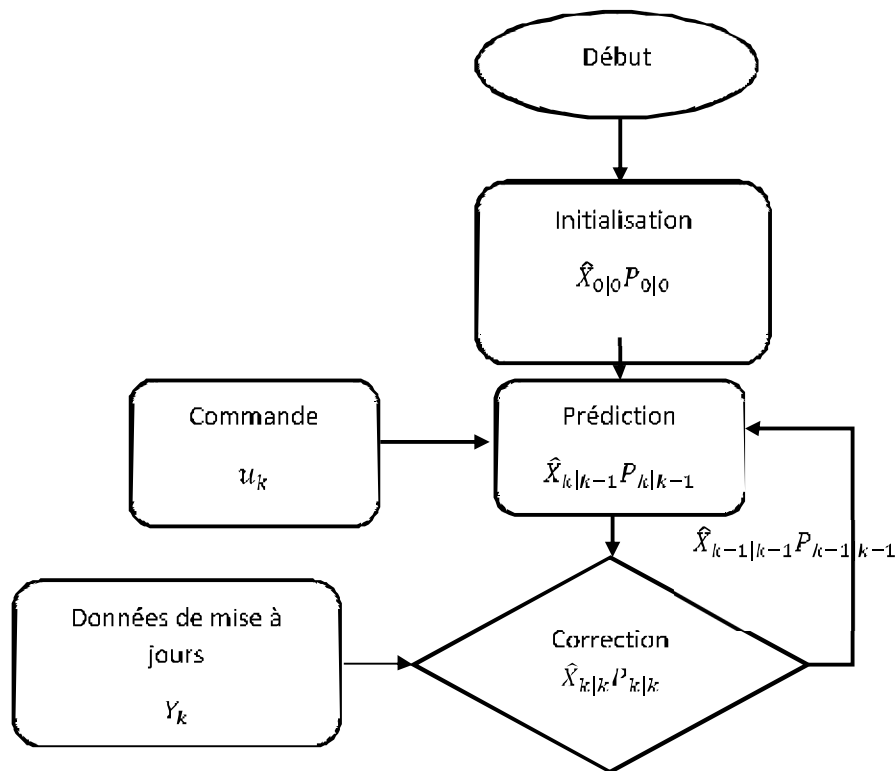 Début
Initialisation
X̂₀|₀P₀|₀
Commande
uₖ
Prédiction
X̂ₖ|ₖ₋₁Pₖ|ₖ₋₁
X̂ₖ₋₁|ₖ₋₁Pₖ₋₁|ₖ₋₁
Données de mise à
jours
Yₖ
Correction
X̂ₖ|ₖPₖ|ₖ